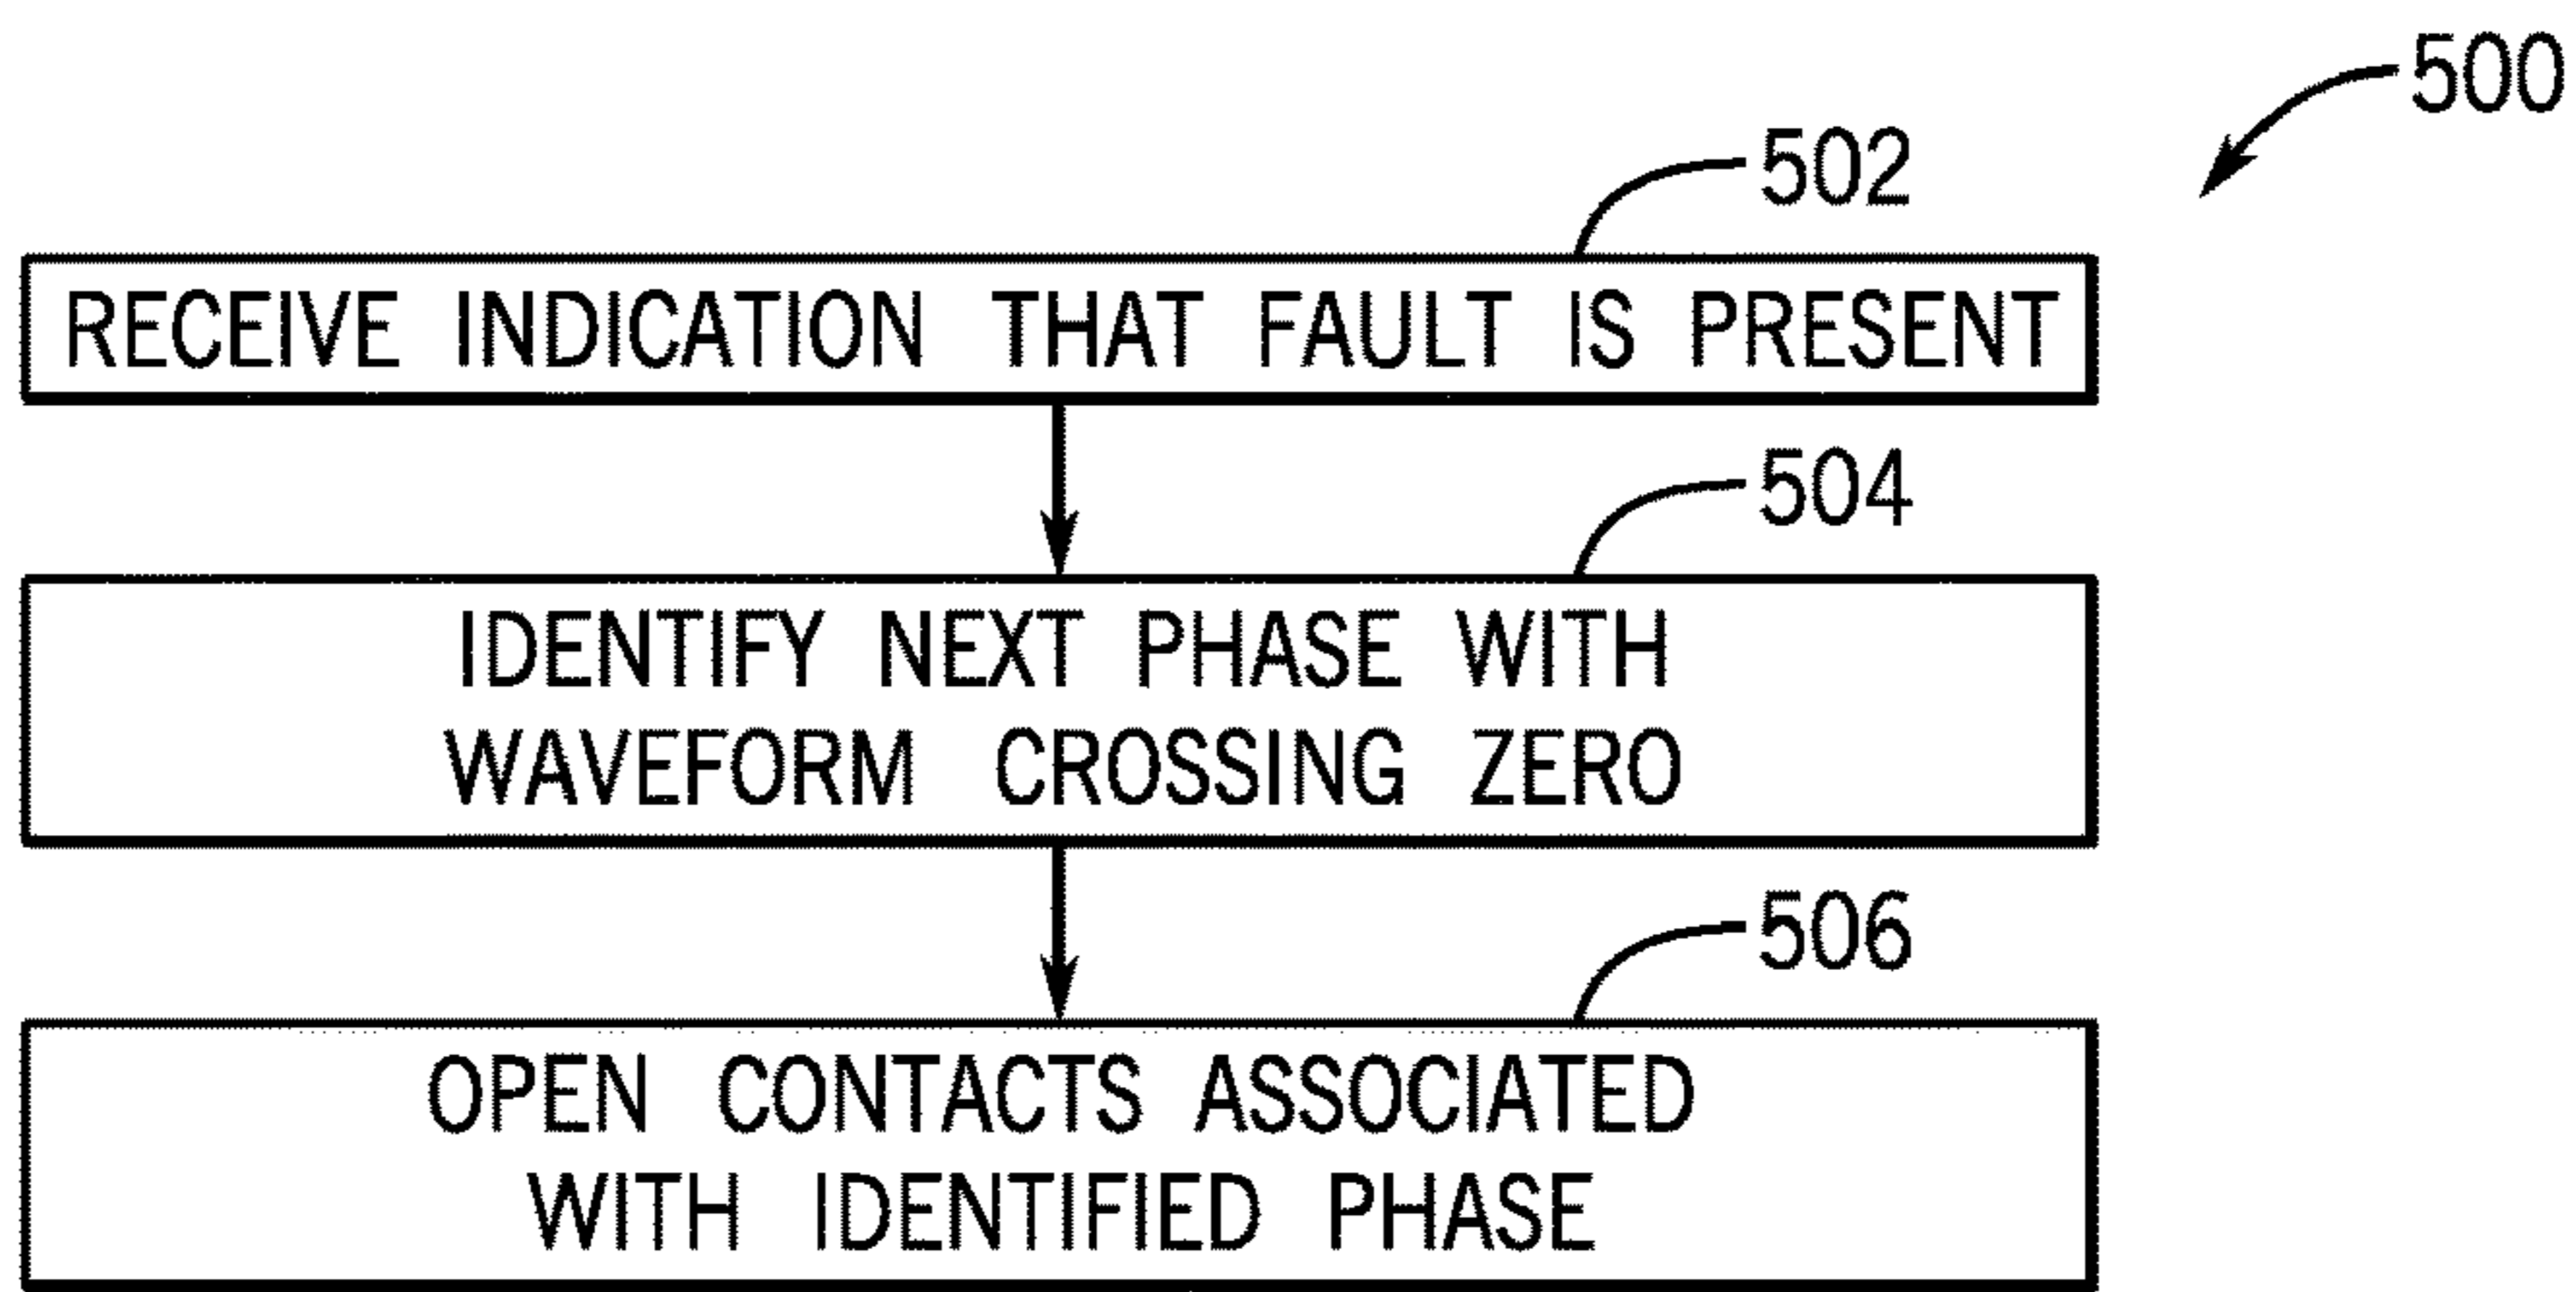 500
502
RECEIVE INDICATION THAT FAULT IS PRESENT
504
IDENTIFY NEXT PHASE WITH
WAVEFORM CROSSING ZERO
506
OPEN CONTACTS ASSOCIATED
WITH IDENTIFIED PHASE